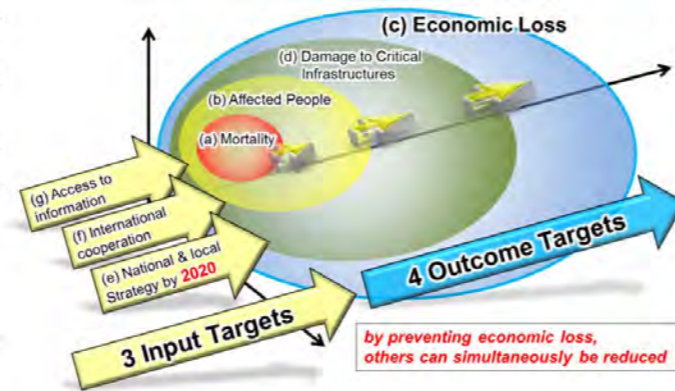 (c) Economic Loss
(d) Damage to Critical
Infrastructures
(b) Affected People
(a) Mortality
(g) Access to
information
(f) International
cooperation
(e) National & local
Strategy by 2020
3 Input Targets
4 Outcome Targets
by preventing economic loss,
others can simultaneously be reduced